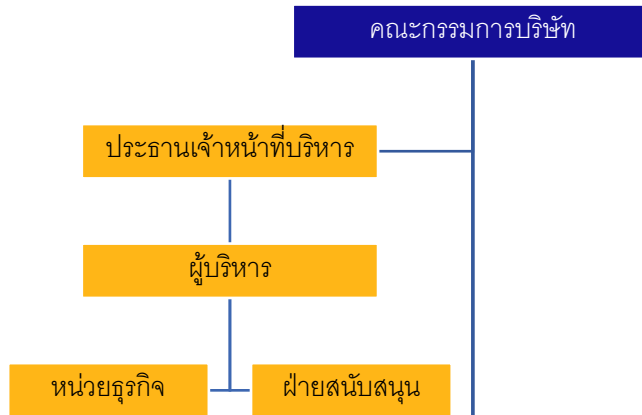 คณะกรรมการบริษัท
ประธานเจ้าหน้าที่บริหาร
ผู้บริหาร
หน่วยธุรกิจ
ฝ่ายสนับสนุน